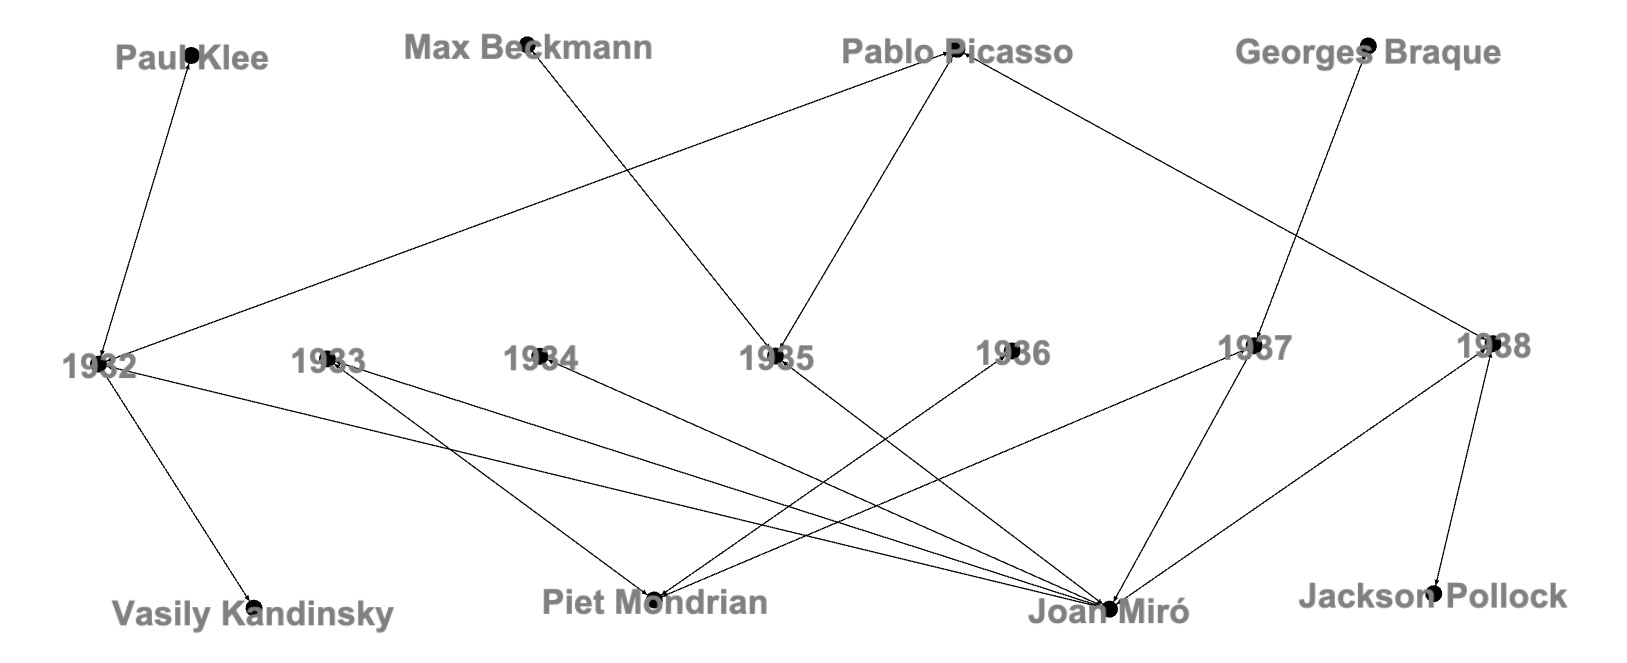 Paul Klee
Max Beckmann
Pablo Picasso
Georges Braque
1932
1933
1934
1935
1936
1937
1938
Vasily Kandinsky
Piet Mondrian
Joan Miró
Jackson Pollock